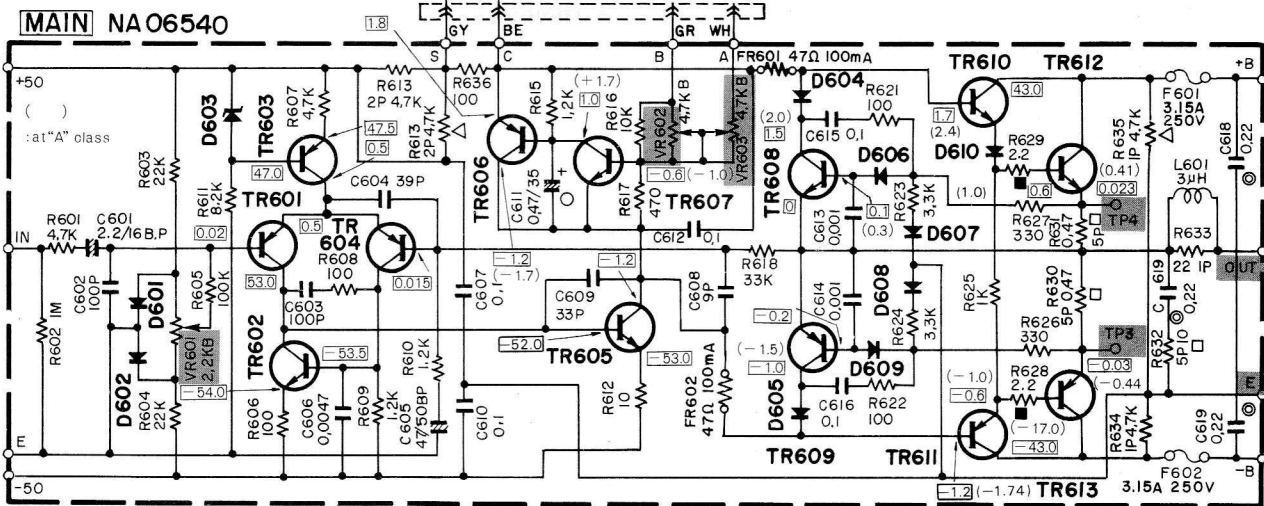 MAIN NA06540
GY BE GR WH
S C B A
1.8
+50
( )
:at "A" class
R603 22K
D603
R611 8.2K
TR603
R607 4,7K
R613 2P 4,7K
R636 100
R613 2P 4,7K
47.5
0.5
47.0
C604 39P
TR601
0.02
0.5
TR 604
R608 100
0.015
53.0
C603 100P
IN
R601 4,7K
C601 2.2/16B,P
C602 100P
R602 1M
D601
D602
R605 100K
VR601 2,2KB
R604 22K
TR602
-53.5
-54.0
R606 100
C606 0,0047
R609 1,2K
R610 1,2K
C605 47/50BP
C607 0,1
C610 0,1
E
-50
TR606
R615 1,2K
C611 0,47/35
(+1.7)
1.0
R616 10K
VR602 4,7KB
VR603 4,7KB
-0.6 (-1.0)
R617 470
TR607
C612 0,1
-1.2
(-1.7)
-1.2
C609 33P
-52.0
TR605
-53.0
R612 10
C608 9P
R618 33K
FR602 47Ω 100mA
FR601 47Ω 100mA
D604
(2.0)
1.5
C615 0,1
R621 100
TR608
0
D606
0.1
(0.3)
C613 0,001
R623 3,3K
D607
C614 0,001
D608
R624 3,3K
-0.2
(-1.5)
-1.0
D609
D605
C616 0,1
R622 100
TR609
TR610
TR612
43.0
1.7
(2.4)
D610
R629 2.2
0.6
(0.41)
0.023
TP4
(1.0)
R627 330
R631 0,47 5P
R625 1K
R630 5P 0,47
R626 330
TP3
-0.03
(-0.44
R628 2.2
(-1.0)
-0.6
(-17.0)
-43.0
TR611
-1.2 (-1.74)
TR613
R635 1P 4,7K
F601 3.15A 250V
+B
C618 0,22
L601 3μH
R633 22 1P
OUT
C619 0,22
R632 5P10
E
R634 1P4,7K
C619 0,22
F602 3.15A 250V
-B